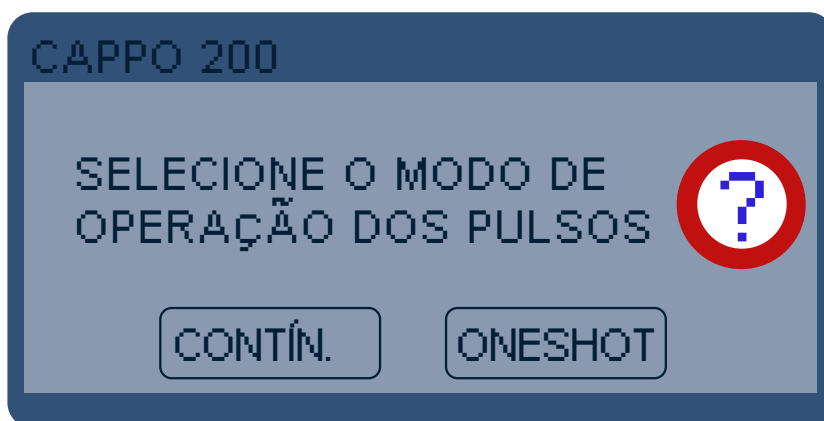 CAPPO 200
SELECIONE O MODO DE
OPERAÇÃO DOS PULSOS
?
CONTÍN. ONESHOT